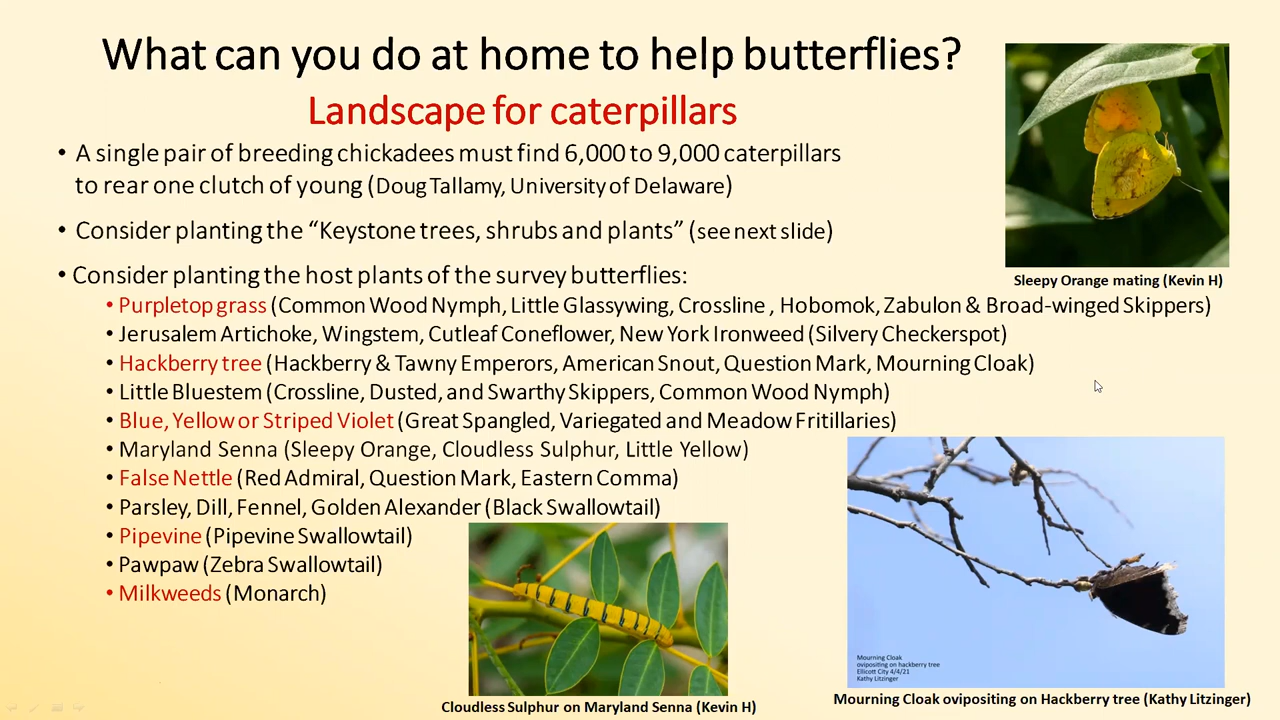 What can you do at home to help butterflies?
Landscape for caterpillars
• A single pair of breeding chickadees must find 6,000 to 9,000 caterpillars
to rear one clutch of young (Doug Tallamy, University of Delaware)
• Consider planting the “Keystone trees, shrubs and plants” (see next slide)
• Consider planting the host plants of the survey butterflies:
• Purpletop grass (Common Wood Nymph, Little Glassywing, Crossline , Hobomok, Zabulon & Broad-winged Skippers)
• Jerusalem Artichoke, Wingstem, Cutleaf Coneflower, New York Ironweed (Silvery Checkerspot)
• Hackberry tree (Hackberry & Tawny Emperors, American Snout, Question Mark, Mourning Cloak)
• Little Bluestem (Crossline, Dusted, and Swarthy Skippers, Common Wood Nymph)
• Blue, Yellow or Striped Violet (Great Spangled, Variegated and Meadow Fritillaries)
• Maryland Senna (Sleepy Orange, Cloudless Sulphur, Little Yellow)
• False Nettle (Red Admiral, Question Mark, Eastern Comma)
• Parsley, Dill, Fennel, Golden Alexander (Black Swallowtail)
• Pipevine (Pipevine Swallowtail)
• Pawpaw (Zebra Swallowtail)
• Milkweeds (Monarch)
Sleepy Orange mating (Kevin H)
Cloudless Sulphur on Maryland Senna (Kevin H)
Mourning Cloak
ovipositing on hackberry tree
Ellicott City 4/4/21
Kathy Litzinger
Mourning Cloak ovipositing on Hackberry tree (Kathy Litzinger)